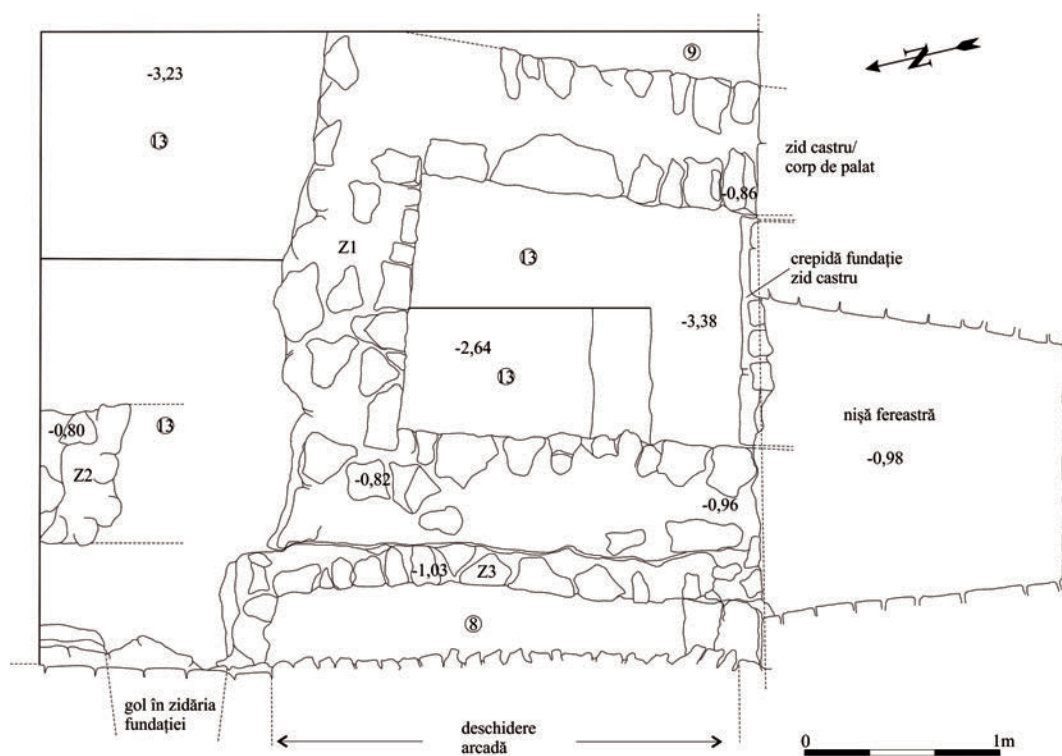 -3,23
9
N
13
zid castru/
corp de palat
-0,86
Z1
13
crepidă fundație
zid castru
-3,38
-2,64
13
nișă fereastră
-0,80
13
-0,98
Z2
-0,82
-0,96
-1,03
Z3
8
gol în zidăria
fundației
deschidere
arcadă
0
1m